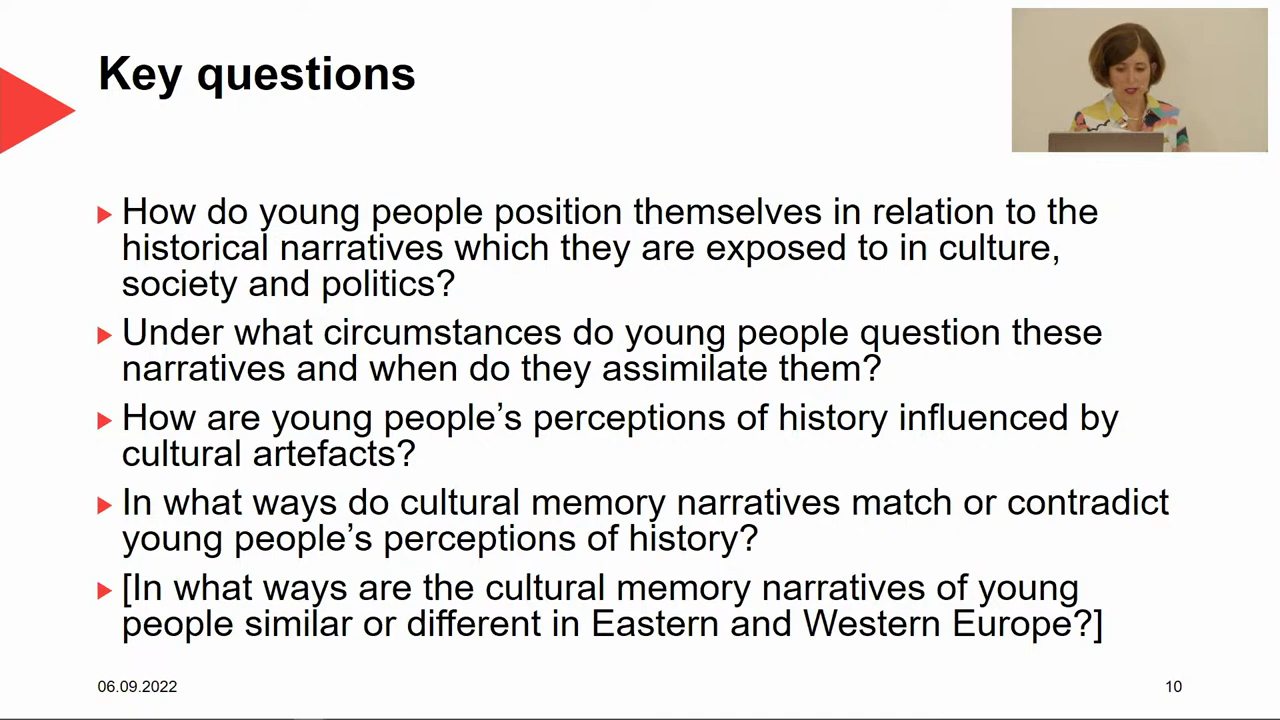 Key questions
How do young people position themselves in relation to the
historical narratives which they are exposed to in culture,
society and politics?
Under what circumstances do young people question these
narratives and when do they assimilate them?
How are young people’s perceptions of history influenced by
cultural artefacts?
In what ways do cultural memory narratives match or contradict
young people’s perceptions of history?
[In what ways are the cultural memory narratives of young
people similar or different in Eastern and Western Europe?]
06.09.2022
10